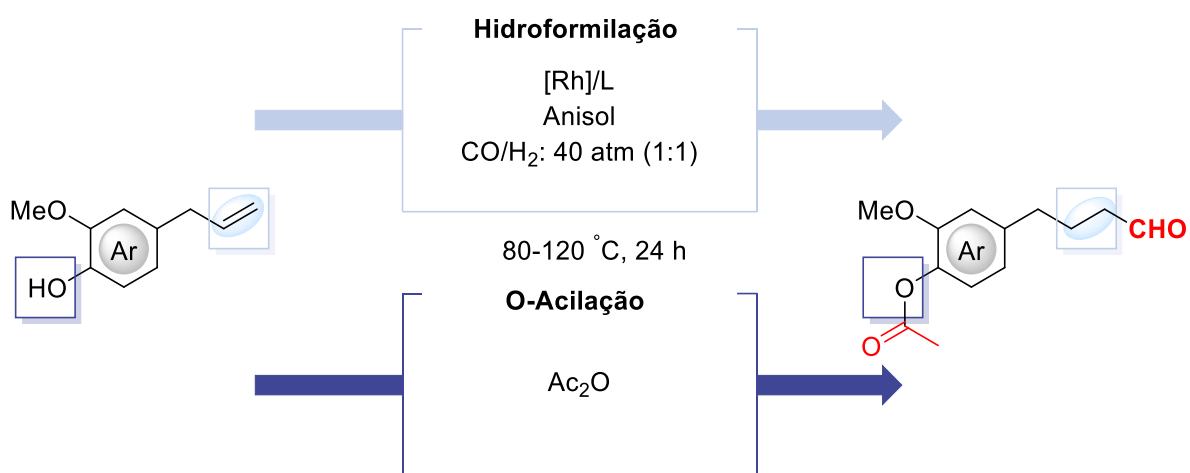 Hidroformilação
[Rh]/L
Anisol
CO/H2: 40 atm (1:1)
MeO
Ar
HO
80-120 °C, 24 h
O-Acilação
Ac2O
MeO
Ar
CHO
O
O